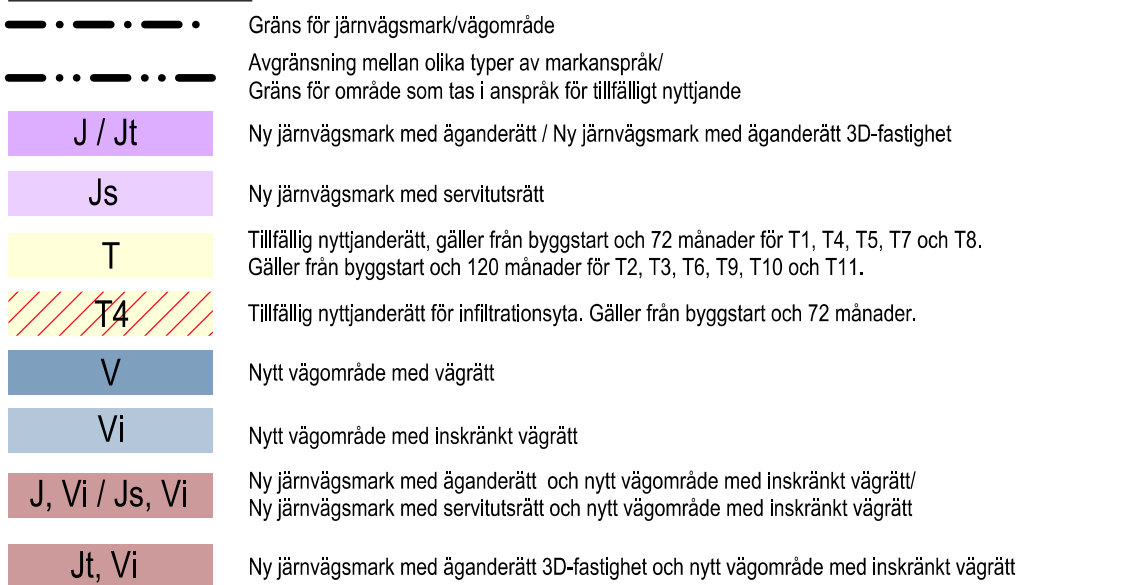 Gräns för järnvägsmark/vägområde
Avgränsning mellan olika typer av markanspråk/
Gräns för område som tas i anspråk för tillfälligt nyttjande
J / Jt
Ny järnvägsmark med äganderätt / Ny järnvägsmark med äganderätt 3D-fastighet
Js
Ny järnvägsmark med servitutsrätt
T
Tillfällig nyttjanderätt, gäller från byggstart och 72 månader för T1, T4, T5, T7 och T8.
Gäller från byggstart och 120 månader för T2, T3, T6, T9, T10 och T11.
T4
Tillfällig nyttjanderätt för infiltrationsyta. Gäller från byggstart och 72 månader.
V
Nytt vägområde med vägrätt
Vi
Nytt vägområde med inskränkt vägrätt
J, Vi / Js, Vi
Ny järnvägsmark med äganderätt och nytt vägområde med inskränkt vägrätt/
Ny järnvägsmark med servitutsrätt och nytt vägområde med inskränkt vägrätt
Jt, Vi
Ny järnvägsmark med äganderätt 3D-fastighet och nytt vägområde med inskränkt vägrätt